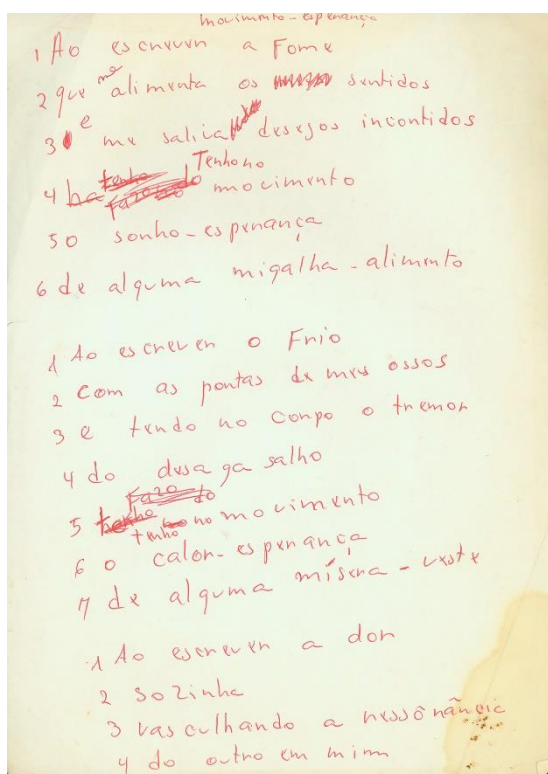 movimento-esperança
1 Ao escrever a Fome
2 que me alimenta os sentidos
3 e me saliva desejos incontidos
4 Tenho no movimento
5 o sonho-esperança
6 de alguma migalha-alimento
1 Ao escrever o Frio
2 Com as pontas de meus ossos
3 e tendo no corpo o tremor
4 do desagasalho
5 tenho no movimento
6 o calor-esperança
7 de alguma mísera-veste
1 Ao escrever a dor
2 sozinha
3 vasculhando a ressônância
4 do outro em mim